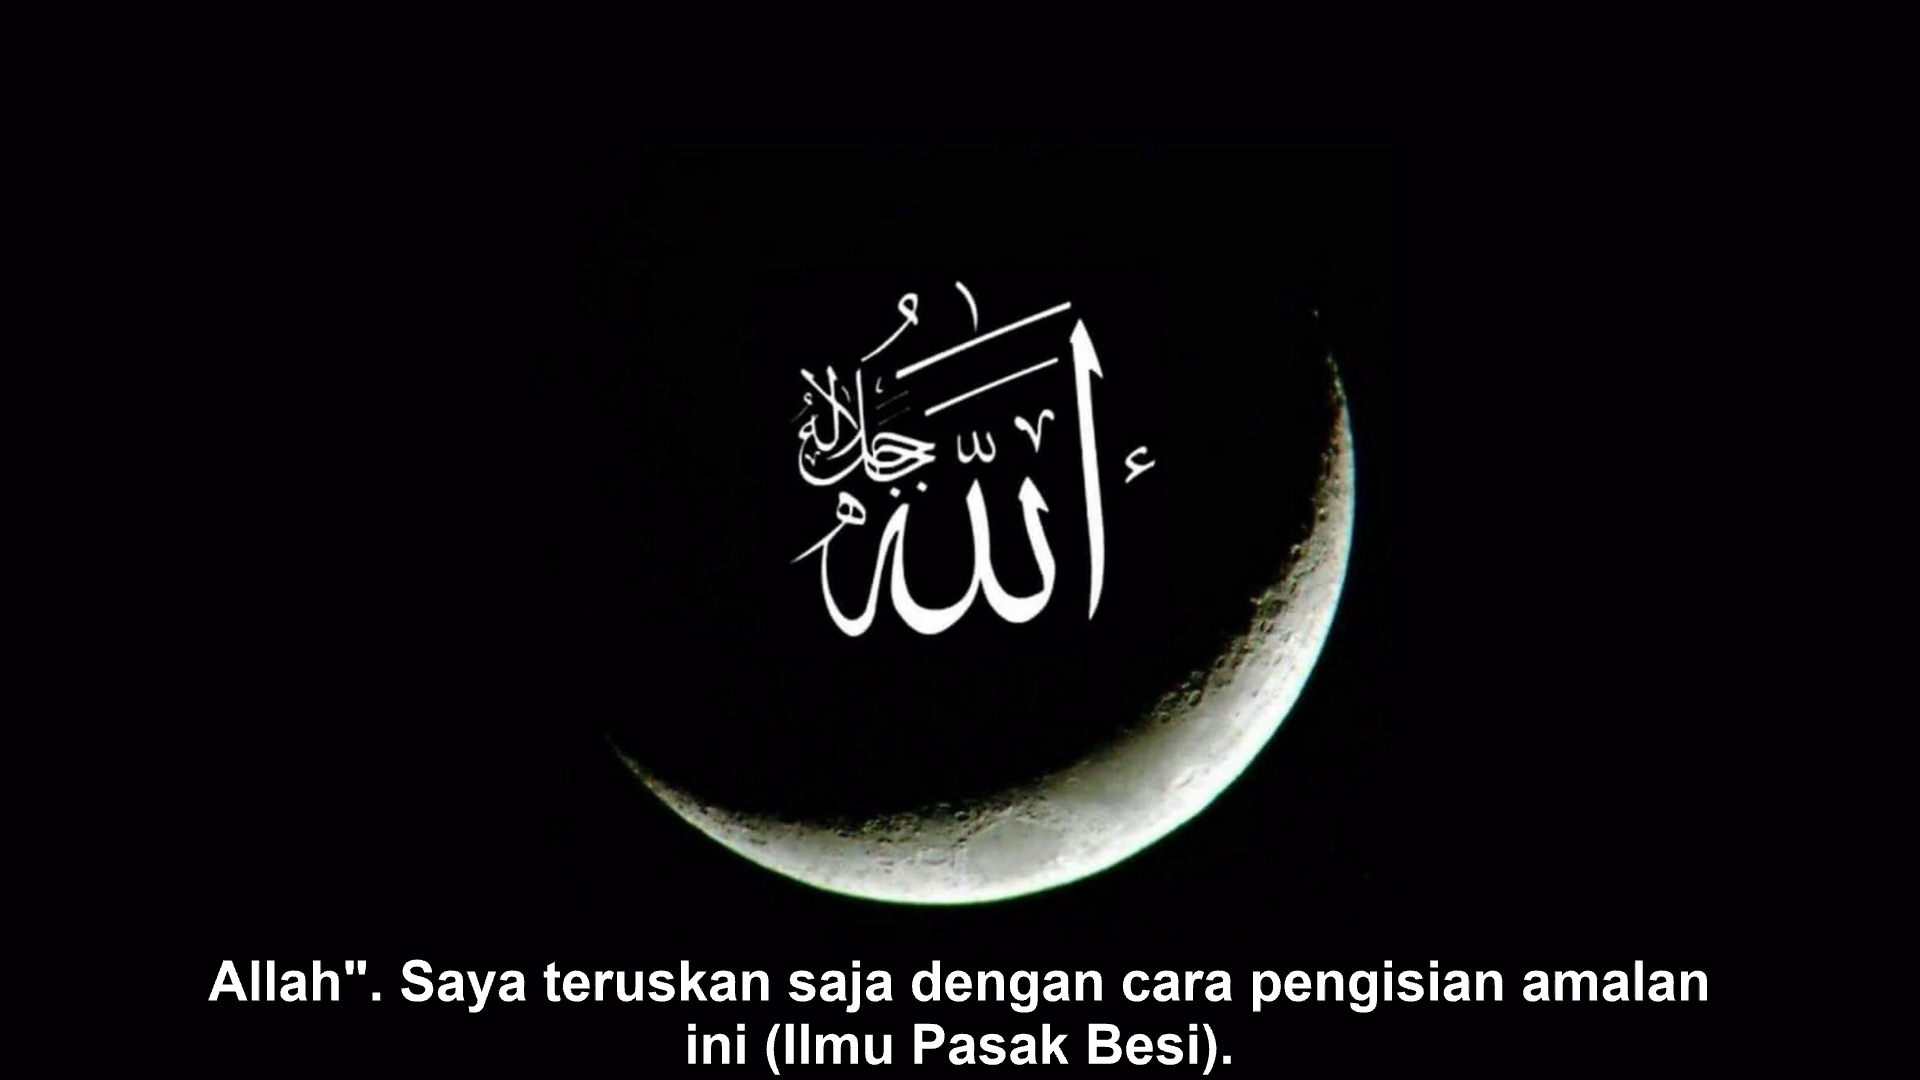 الله
جل جلاله
Allah". Saya teruskan saja dengan cara pengisian amalan
ini (Ilmu Pasak Besi).